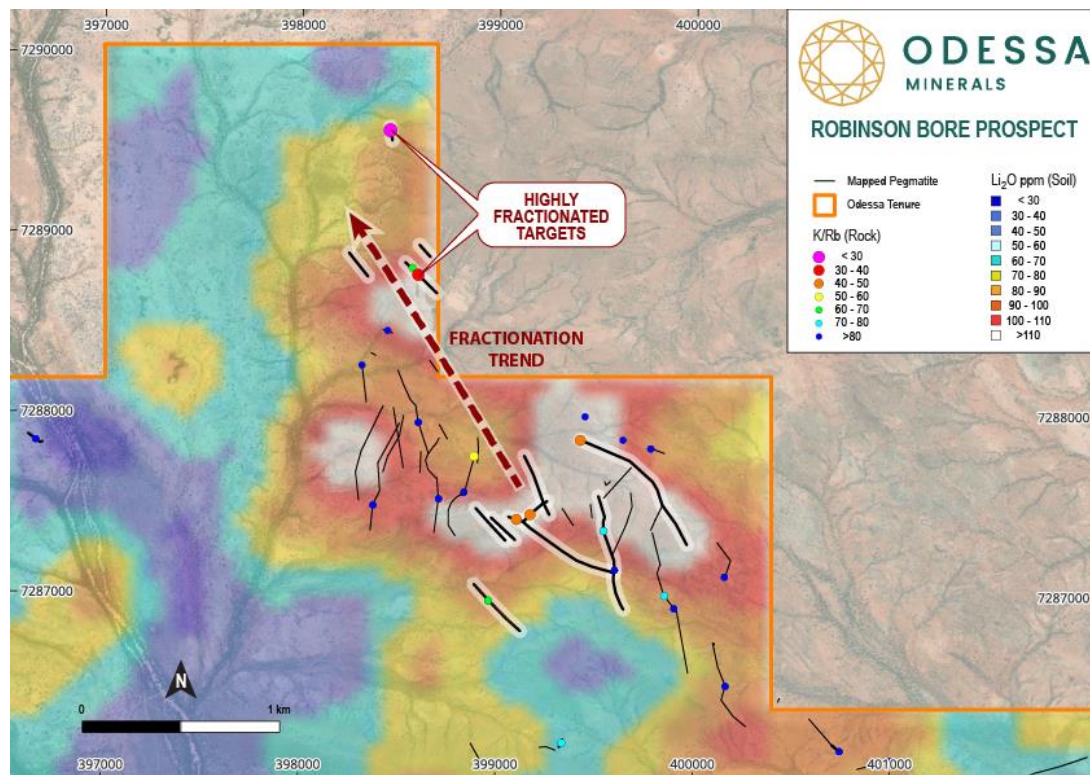 397000 398000 399000 400000
7290000
7289000
7288000
7287000
7288000
7287000
397000 398000 399000 400000 401000
HIGHLY
FRACTIONATED
TARGETS
FRACTIONATION
TREND
N
0 1 km
ODESSA
MINERALS
ROBINSON BORE PROSPECT
Mapped Pegmatite
Odessa Tenure
K/Rb (Rock)
< 30
30 - 40
40 - 50
50 - 60
60 - 70
70 - 80
>80
Li₂O ppm (Soil)
< 30
30 - 40
40 - 50
50 - 60
60 - 70
70 - 80
80 - 90
90 - 100
100 - 110
>110